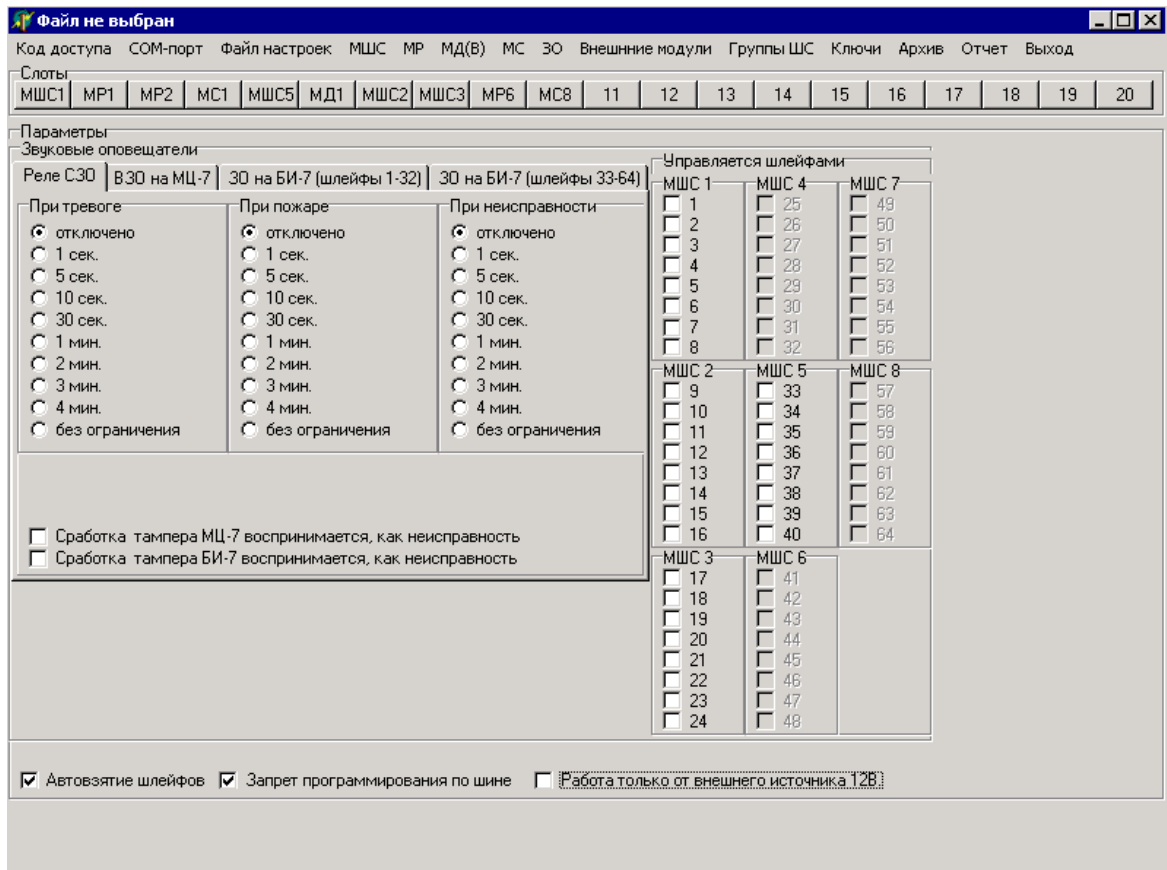 Файл не выбран
Код доступа COM-порт Файл настроек МШС МР МД(В) МС ЗО Внешнние модули Группы ШС Ключи Архив Отчет Выход
Слоты
МШС1 МР1 МР2 МС1 МШС5 МД1 МШС2 МШС3 МР6 МС8 11 12 13 14 15 16 17 18 19 20
Параметры
Звуковые оповещатели
Реле СЗО ВЗО на МЦ-7 ЗО на БИ-7 (шлейфы 1-32) ЗО на БИ-7 (шлейфы 33-64)
При тревоге При пожаре При неисправности
отключено отключено отключено
1 сек. 1 сек. 1 сек.
5 сек. 5 сек. 5 сек.
10 сек. 10 сек. 10 сек.
30 сек. 30 сек. 30 сек.
1 мин. 1 мин. 1 мин.
2 мин. 2 мин. 2 мин.
3 мин. 3 мин. 3 мин.
4 мин. 4 мин. 4 мин.
без ограничения без ограничения без ограничения
Сработка тампера МЦ-7 воспринимается, как неисправность
Сработка тампера БИ-7 воспринимается, как неисправность
Управляется шлейфами
МШС 1 МШС 4 МШС 7
1 25 49
2 26 50
3 27 51
4 28 52
5 29 53
6 30 54
7 31 55
8 32 56
МШС 2 МШС 5 МШС 8
9 33 57
10 34 58
11 35 59
12 36 60
13 37 61
14 38 62
15 39 63
16 40 64
МШС 3 МШС 6
17 41
18 42
19 43
20 44
21 45
22 46
23 47
24 48
Автовзятие шлейфов Запрет программирования по шине Работа только от внешнего источника 12В.